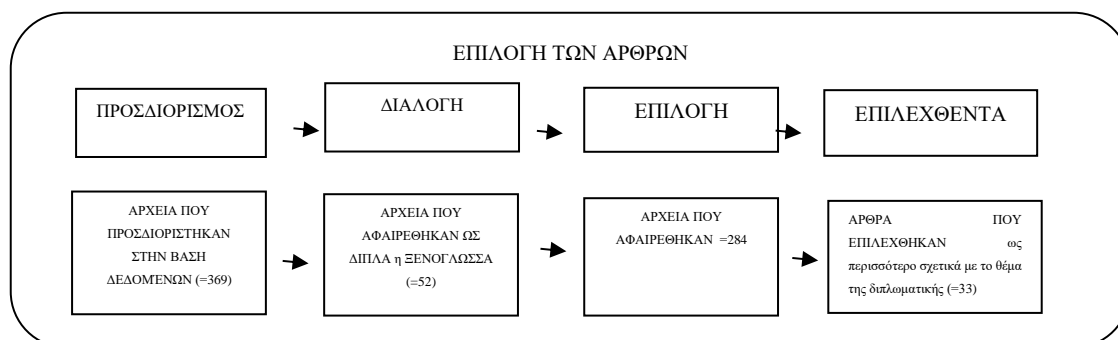 ΕΠΙΛΟΓΗ ΤΩΝ ΑΡΘΡΩΝ
ΠΡΟΣΔΙΟΡΙΣΜΟΣ
ΔΙΑΛΟΓΗ
ΕΠΙΛΟΓΗ
ΕΠΙΛΕΧΘΕΝΤΑ
ΑΡΧΕΙΑ ΠΟΥ
ΠΡΟΣΔΙΟΡΙΣΤΗΚΑΝ
ΣΤΗΝ ΒΑΣΗ
ΔΕΔΟΜΈΝΩΝ (=369)
ΑΡΧΕΙΑ ΠΟΥ
ΑΦΑΙΡΕΘΗΚΑΝ ΩΣ
ΔΙΠΛΑ η ΞΕΝΟΓΛΩΣΣΑ
(=52)
ΑΡΧΕΙΑ ΠΟΥ
ΑΦΑΙΡΕΘΗΚΑΝ =284
ΑΡΘΡΑ ΠΟΥ
ΕΠΙΛΕΧΘΗΚΑΝ ως
περισσότερο σχετικά με το θέμα
της διπλωματικής (=33)